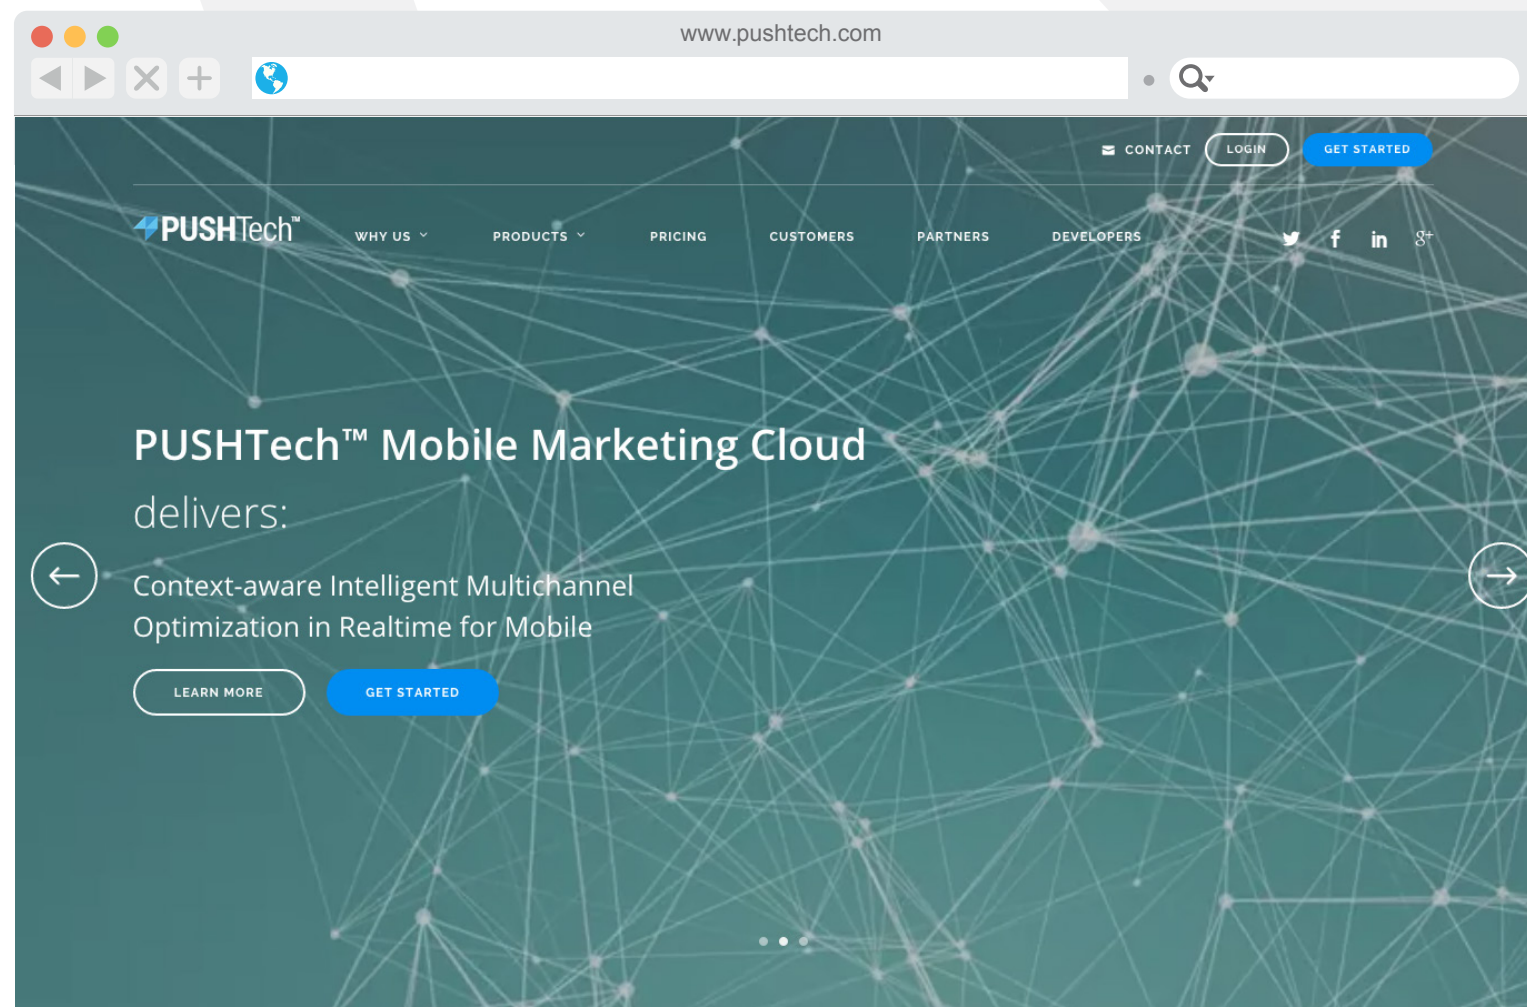 www.pushtech.com
CONTACT
LOGIN
GET STARTED
PUSHTech™
WHY US
PRODUCTS
PRICING
CUSTOMERS
PARTNERS
DEVELOPERS
PUSHTech™ Mobile Marketing Cloud
delivers:
Context-aware Intelligent Multichannel
Optimization in Realtime for Mobile
LEARN MORE
GET STARTED